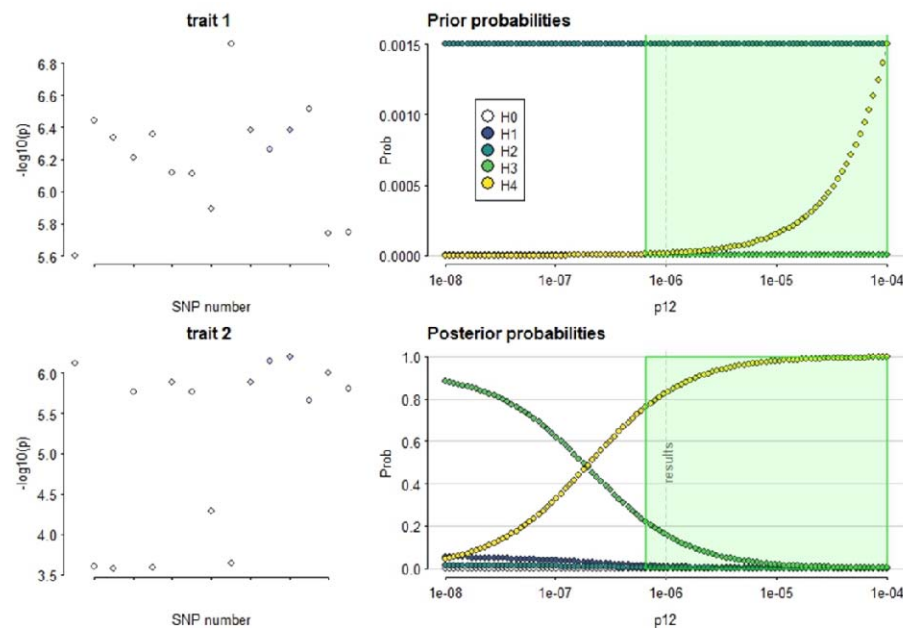 trait 1
-log10(p)
6.8
6.6
6.4
6.2
6.0
5.8
5.6
SNP number
Prior probabilities
Prob
0.0015
0.0010
0.0005
0.0000
H0
H1
H2
H3
H4
1e-08
1e-07
1e-06
1e-05
1e-04
p12
trait 2
-log10(p)
6.0
5.5
5.0
4.5
4.0
3.5
SNP number
Posterior probabilities
Prob
1.0
0.8
0.6
0.4
0.2
0.0
results
1e-08
1e-07
1e-06
1e-05
1e-04
p12